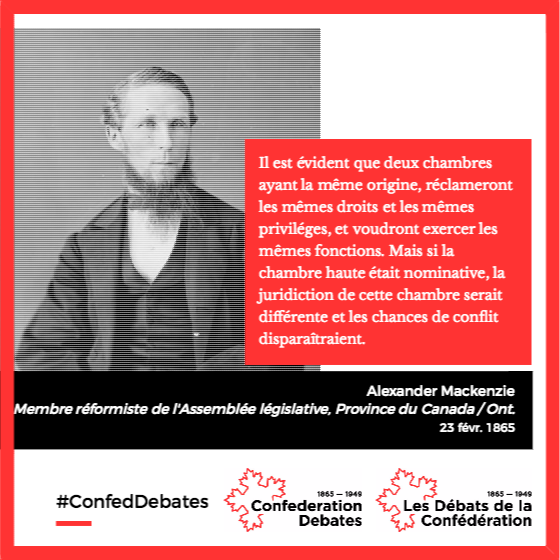 Il est évident que deux chambres
ayant la même origine, réclameront
les mêmes droits et les mêmes
priviléges, et voudront exercer les
mêmes fonctions. Mais si la
chambre haute était nominative, la
juridiction de cette chambre serait
différente et les chances de conflit
disparaîtraient.
Alexander Mackenzie
Membre réformiste de l'Assemblée législative, Province du Canada / Ont.
23 févr. 1865
#ConfedDebates
1865 — 1949
Confederation
Debates
1865 — 1949
Les Débats de la
Confédération